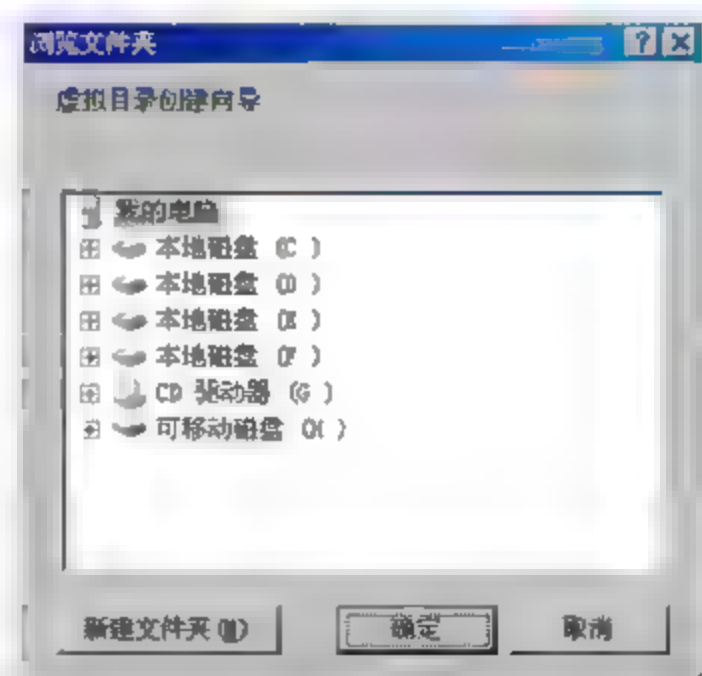 浏览文件夹
虚拟目录创建向导
我的电脑
本地磁盘 (C )
本地磁盘 (D )
本地磁盘 (E )
本地磁盘 (F )
CD 驱动器 (G )
可移动磁盘 (H )
新建文件夹(M)
确定
取消